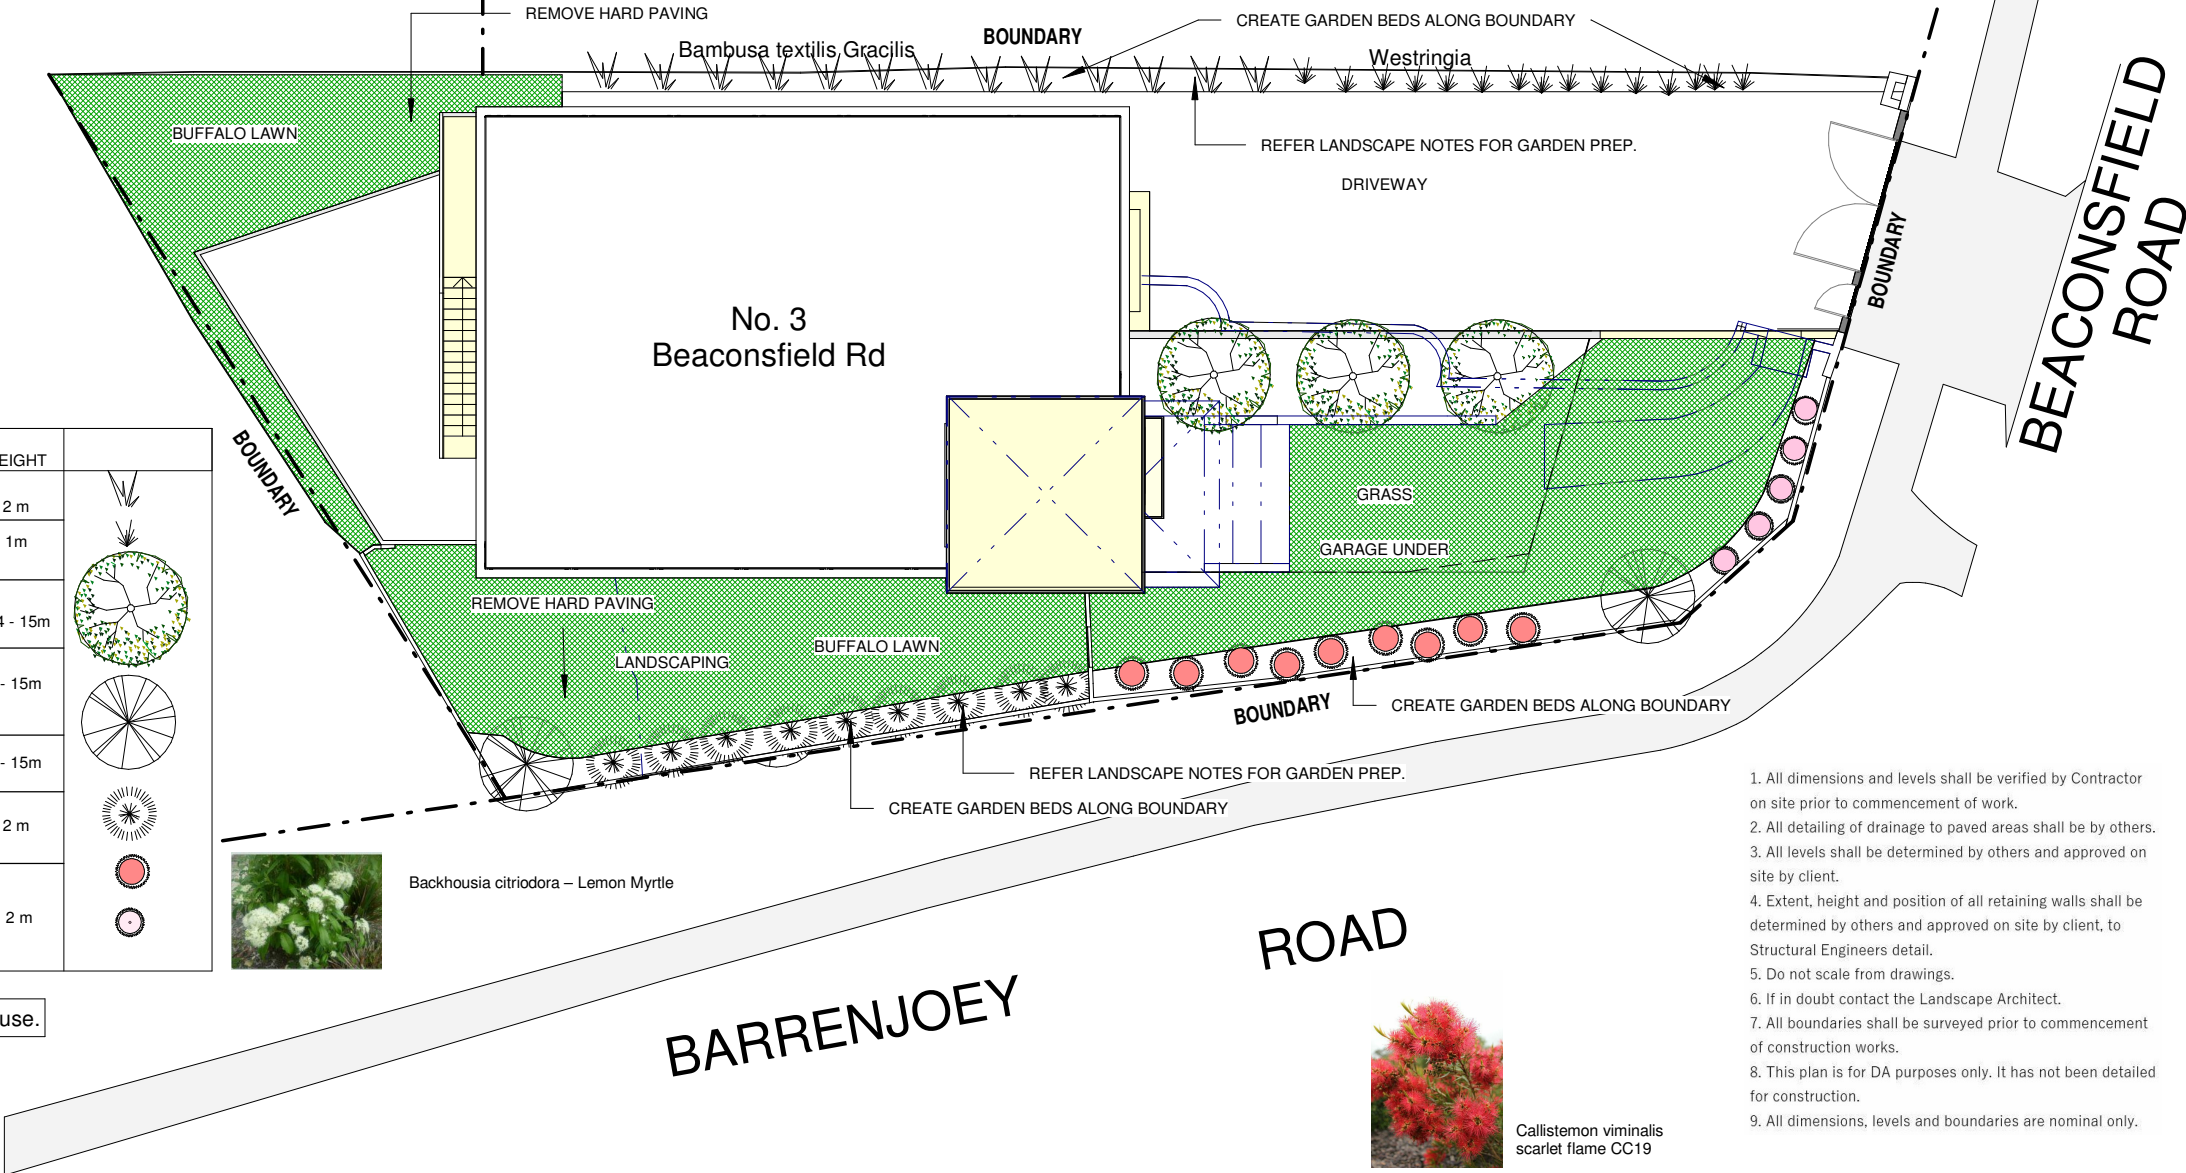 REMOVE HARD PAVING
CREATE GARDEN BEDS ALONG BOUNDARY
BOUNDARY
Bambusa textilis Gracilis
Westringia
BUFFALO LAWN
REFER LANDSCAPE NOTES FOR GARDEN PREP.
DRIVEWAY
BOUNDARY
BEACONSFIELD
ROAD
No. 3
Beaconsfield Rd
BOUNDARY
GRASS
GARAGE UNDER
REMOVE HARD PAVING
LANDSCAPING
BUFFALO LAWN
BOUNDARY
CREATE GARDEN BEDS ALONG BOUNDARY
REFER LANDSCAPE NOTES FOR GARDEN PREP.
CREATE GARDEN BEDS ALONG BOUNDARY
EIGHT
2 m
1m
4 - 15m
- 15m
- 15m
2 m
2 m
use.
Backhousia citriodora – Lemon Myrtle
BARRENJOEY
ROAD
Callistemon viminalis
scarlet flame CC19
1. All dimensions and levels shall be verified by Contractor
on site prior to commencement of work.
2. All detailing of drainage to paved areas shall be by others.
3. All levels shall be determined by others and approved on
site by client.
4. Extent, height and position of all retaining walls shall be
determined by others and approved on site by client, to
Structural Engineers detail.
5. Do not scale from drawings.
6. If in doubt contact the Landscape Architect.
7. All boundaries shall be surveyed prior to commencement
of construction works.
8. This plan is for DA purposes only. It has not been detailed
for construction.
9. All dimensions, levels and boundaries are nominal only.